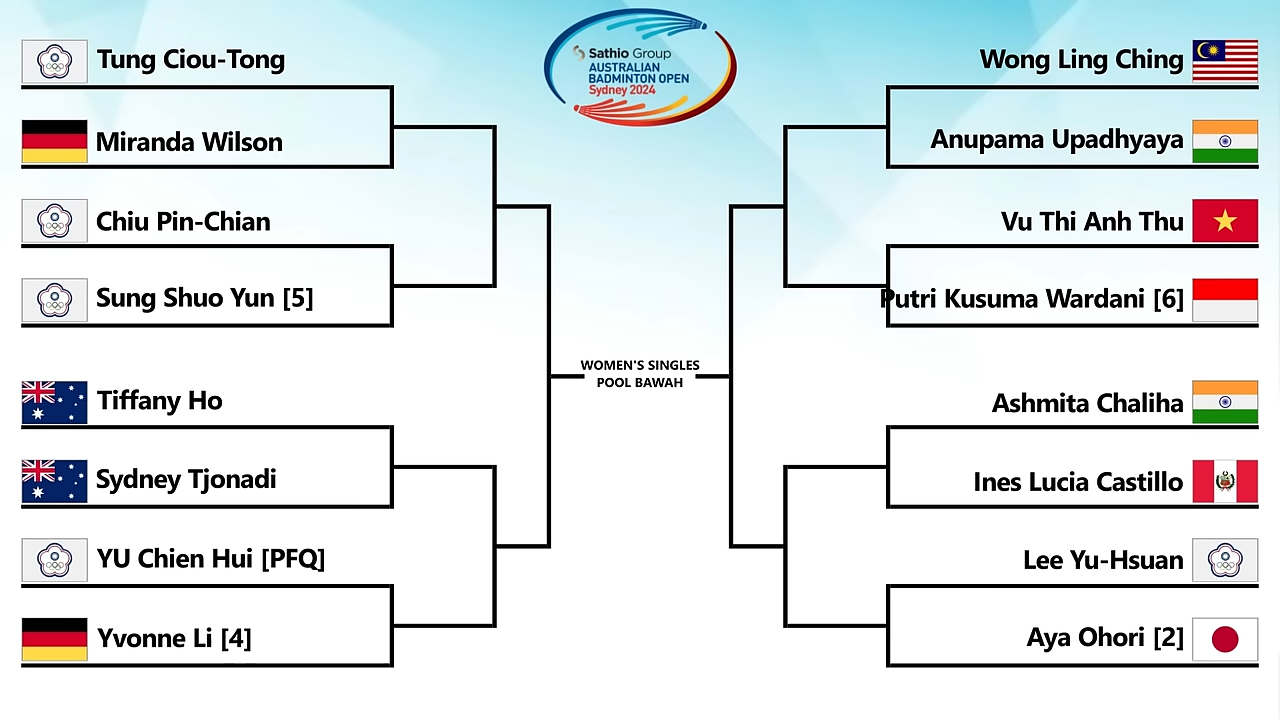 Sathio Group
AUSTRALIAN
BADMINTON OPEN
Sydney 2024
Tung Ciou-Tong
Miranda Wilson
Chiu Pin-Chian
Sung Shuo Yun [5]
Tiffany Ho
Sydney Tjonadi
YU Chien Hui [PFQ]
Yvonne Li [4]
WOMEN'S SINGLES
POOL BAWAH
Wong Ling Ching
Anupama Upadhyaya
Vu Thi Anh Thu
Putri Kusuma Wardani [6]
Ashmita Chaliha
Ines Lucia Castillo
Lee Yu-Hsuan
Aya Ohori [2]